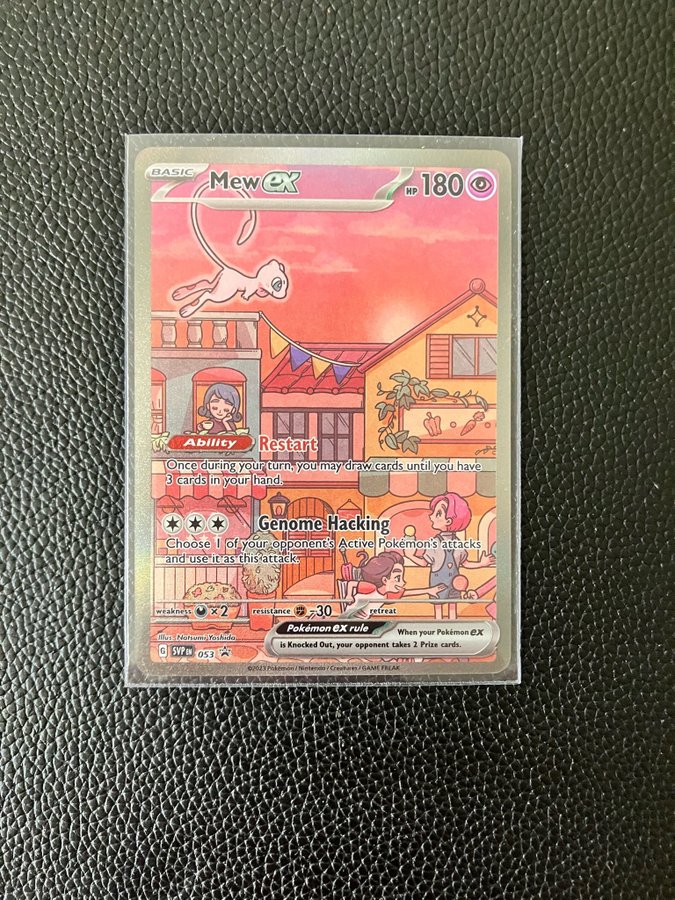 BASIC Mew ex HP 180
Ability Restart
Once during your turn, you may draw cards until you have
3 cards in your hand.
Genome Hacking
Choose 1 of your opponent's Active Pokémon's attacks
and use it as this attack.
weakness ×2 resistance -30 retreat
Pokémon ex rule When your Pokémon ex
is Knocked Out, your opponent takes 2 Prize cards.
Illus. Natsumi Yoshida
G SVP EN 053
©2023 Pokémon / Nintendo / Creatures / GAME FREAK